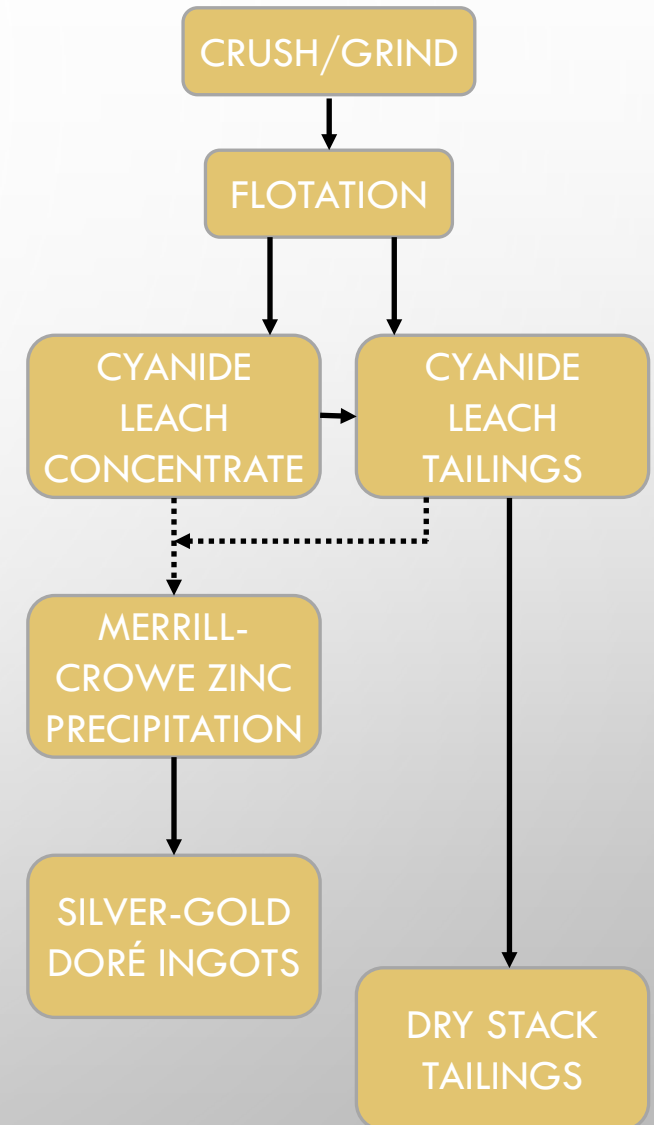 CRUSH/GRIND
FLOTATION
CYANIDE
LEACH
CONCENTRATE
CYANIDE
LEACH
TAILINGS
MERRILL-
CROWE ZINC
PRECIPITATION
SILVER-GOLD
DORÉ INGOTS
DRY STACK
TAILINGS